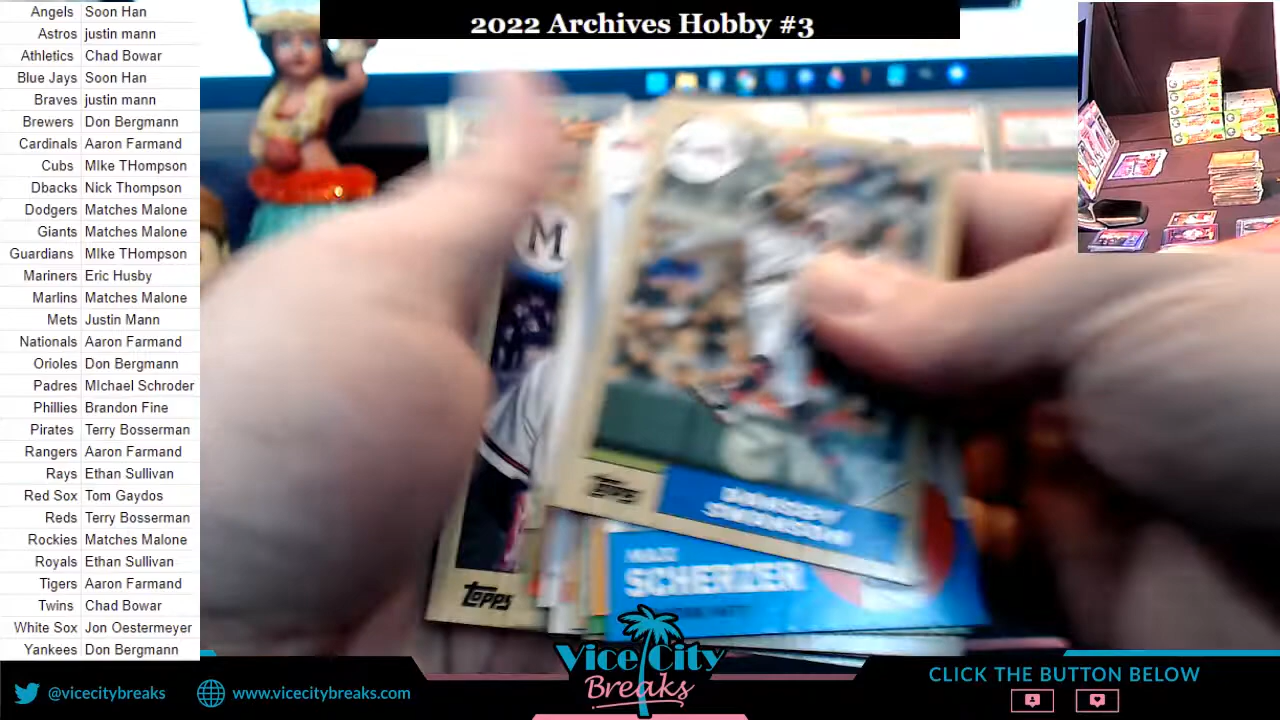 2022 Archives Hobby #3
Angels Soon Han
Astros justin mann
Athletics Chad Bowar
Blue Jays Soon Han
Braves justin mann
Brewers Don Bergmann
Cardinals Aaron Farmand
Cubs MIke THompson
Dbacks Nick Thompson
Dodgers Matches Malone
Giants Matches Malone
Guardians MIke THompson
Mariners Eric Husby
Marlins Matches Malone
Mets Justin Mann
Nationals Aaron Farmand
Orioles Don Bergmann
Padres MIchael Schroder
Phillies Brandon Fine
Pirates Terry Bosserman
Rangers Aaron Farmand
Rays Ethan Sullivan
Red Sox Tom Gaydos
Reds Terry Bosserman
Rockies Matches Malone
Royals Ethan Sullivan
Tigers Aaron Farmand
Twins Chad Bowar
White Sox Jon Oestermeyer
Yankees Don Bergmann
M
Topps
DANSBY
SWANSON
MAX
SCHERZER
Topps
Vice City
Breaks
@vicecitybreaks
www.vicecitybreaks.com
CLICK THE BUTTON BELOW